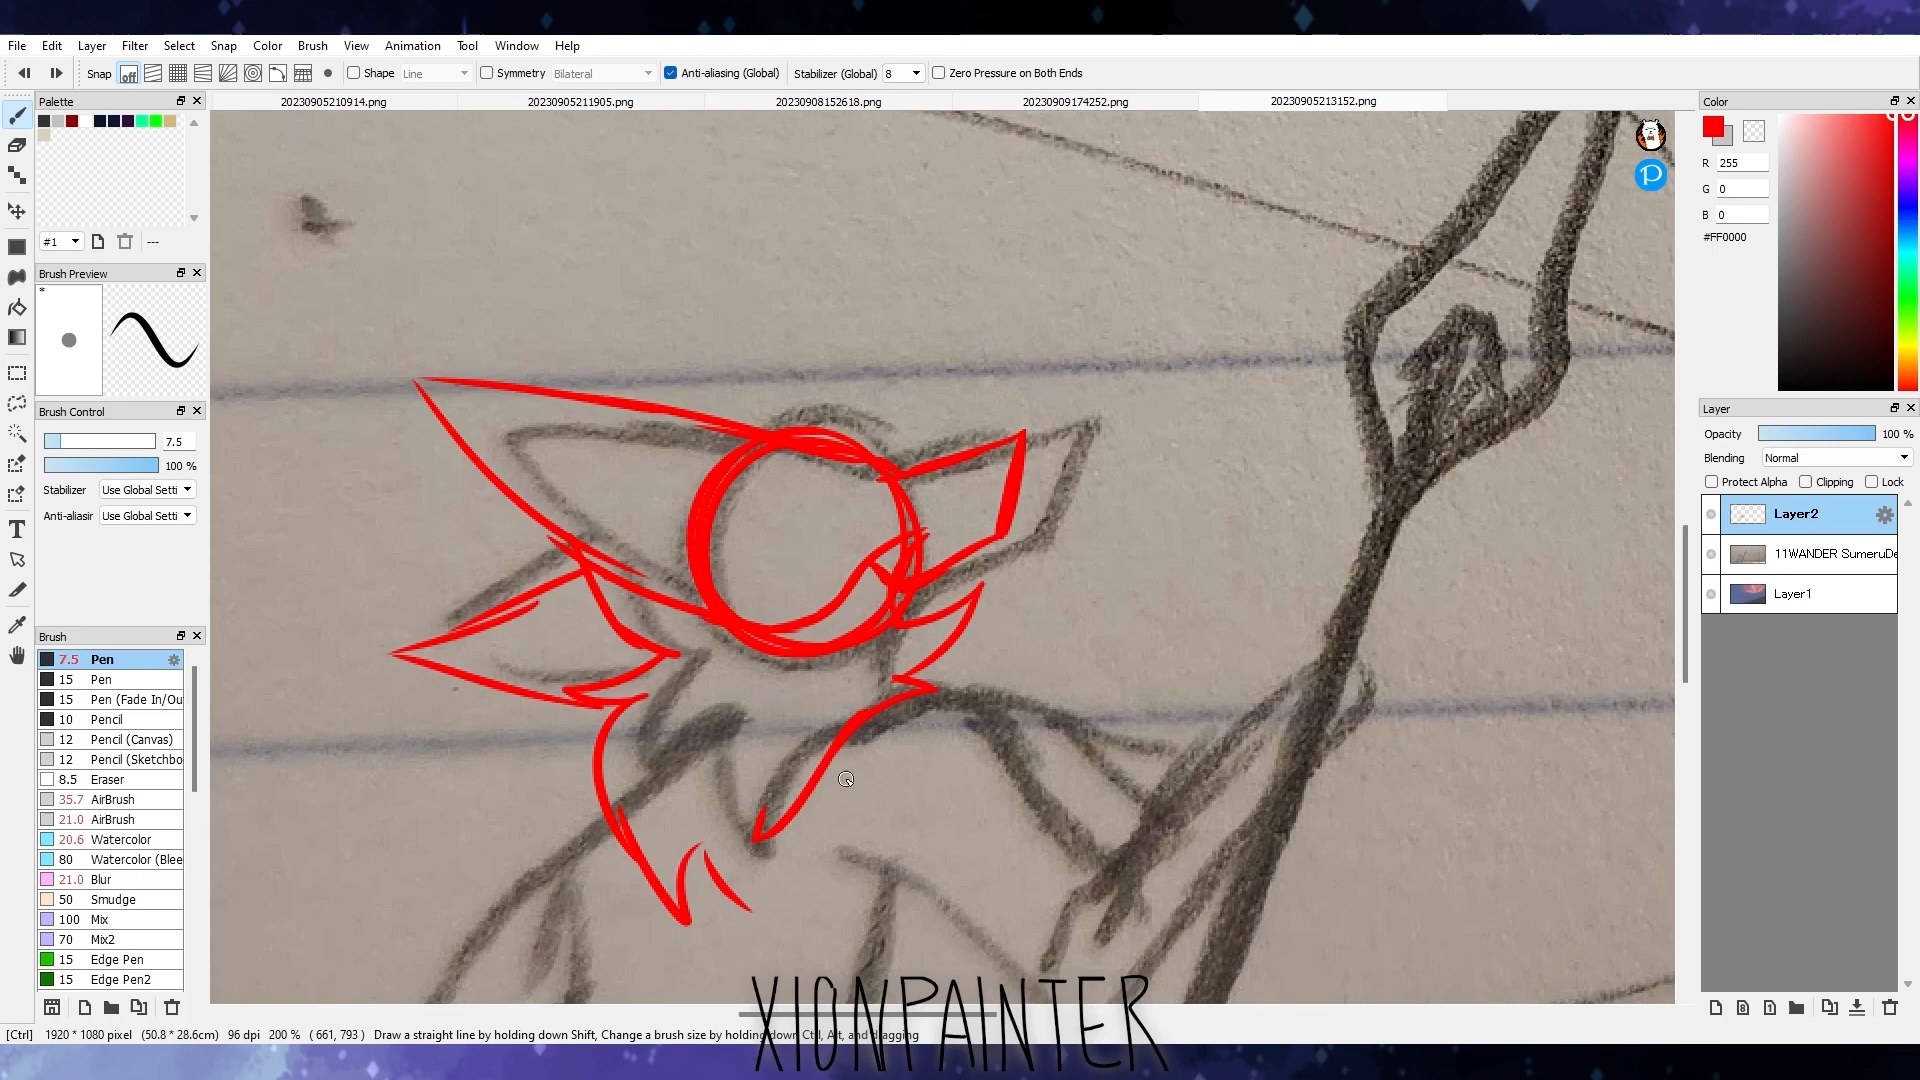 File Edit Layer Filter Select Snap Color Brush View Animation Tool Window Help
Snap off Shape Line Symmetry Bilateral Anti-aliasing (Global) Stabilizer (Global) 8 Zero Pressure on Both Ends
Palette
20230905210914.png 20230905211905.png 20230908152618.png 20230909174252.png 20230905213152.png
#1 ---
Brush Preview
*
Brush Control
7.5
100 %
Stabilizer Use Global Setti
Anti-aliasir Use Global Setti
Brush
7.5 Pen
15 Pen
15 Pen (Fade In/Ou
10 Pencil
12 Pencil (Canvas)
12 Pencil (Sketchbo
8.5 Eraser
35.7 AirBrush
21.0 AirBrush
20.6 Watercolor
80 Watercolor (Blee
21.0 Blur
50 Smudge
100 Mix
70 Mix2
15 Edge Pen
15 Edge Pen2
Color
R 255
G 0
B 0
#FF0000
Layer
Opacity 100 %
Blending Normal
Protect Alpha Clipping Lock
Layer2
11WANDER SumeruDe
Layer1
[Ctrl] 1920 * 1080 pixel (50.8 * 28.6cm) 96 dpi 200 % ( 661, 793 ) Draw a straight line by holding down Shift, Change a brush size by holding down Ctrl, Alt, and dragging
XIONPAINTER